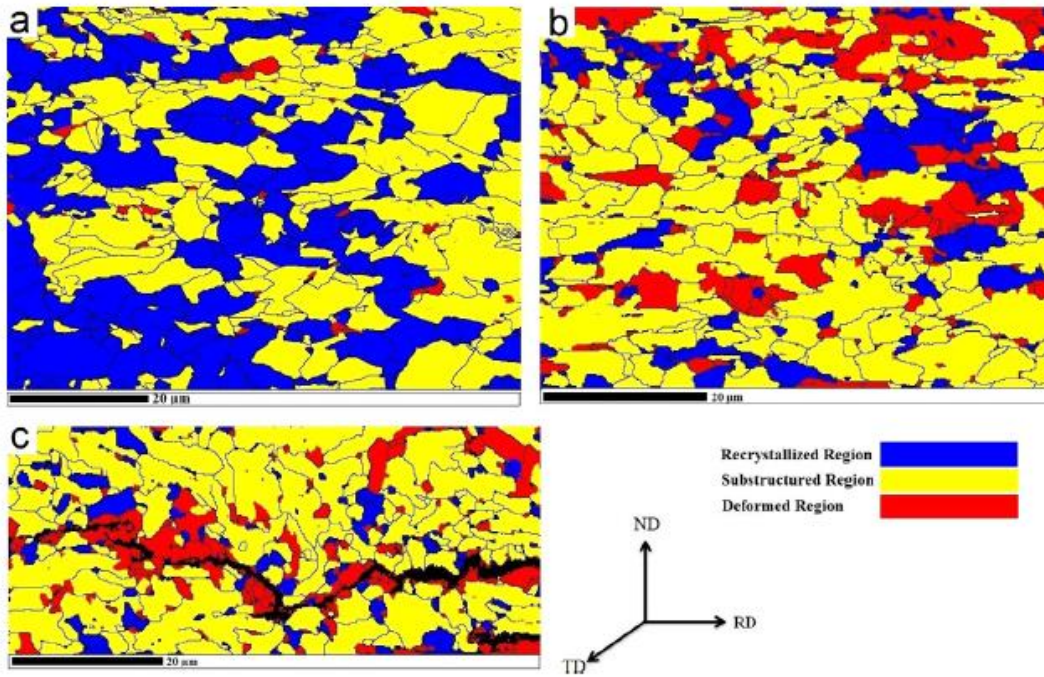 a
b
20 μm
20 μm
c
Recrystallized Region
Substructured Region
Deformed Region
ND
RD
TD
20 μm